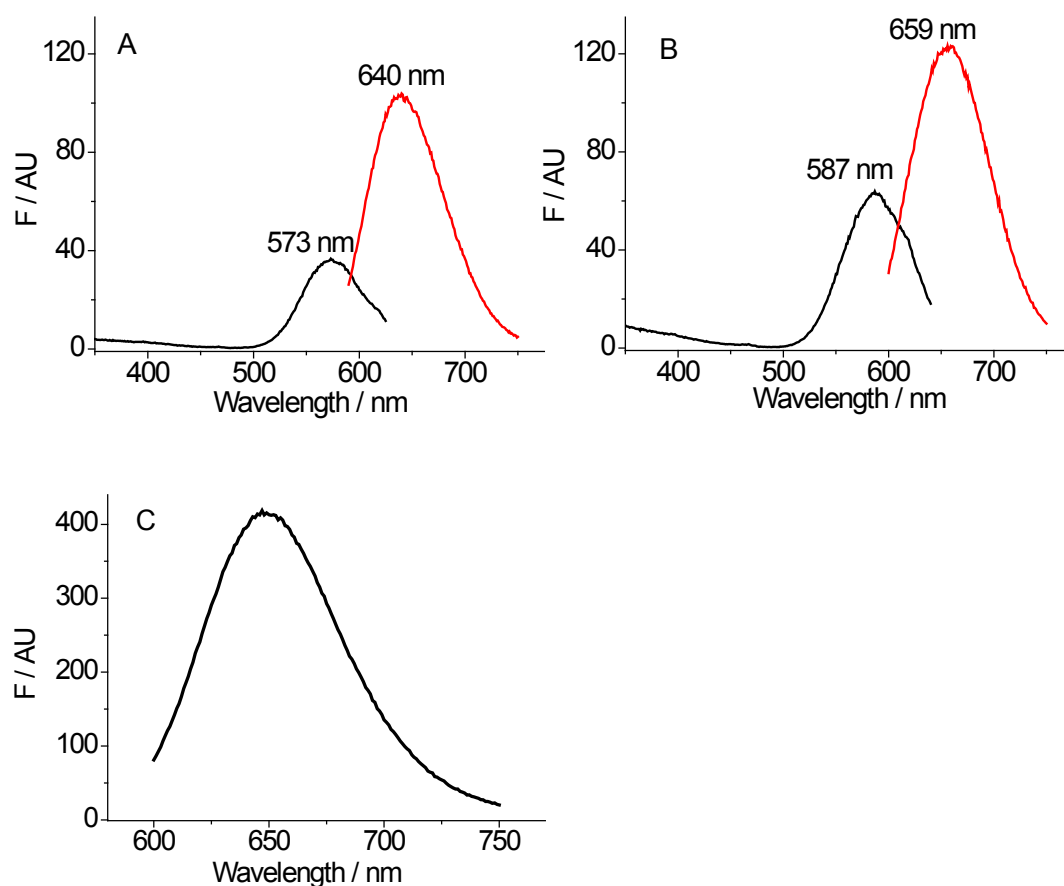 A
640 nm
573 nm
F / AU
120
80
40
0
400 500 600 700
Wavelength / nm
B
659 nm
587 nm
F / AU
120
80
40
0
400 500 600 700
Wavelength / nm
C
F / AU
400
300
200
100
0
600 650 700 750
Wavelength / nm